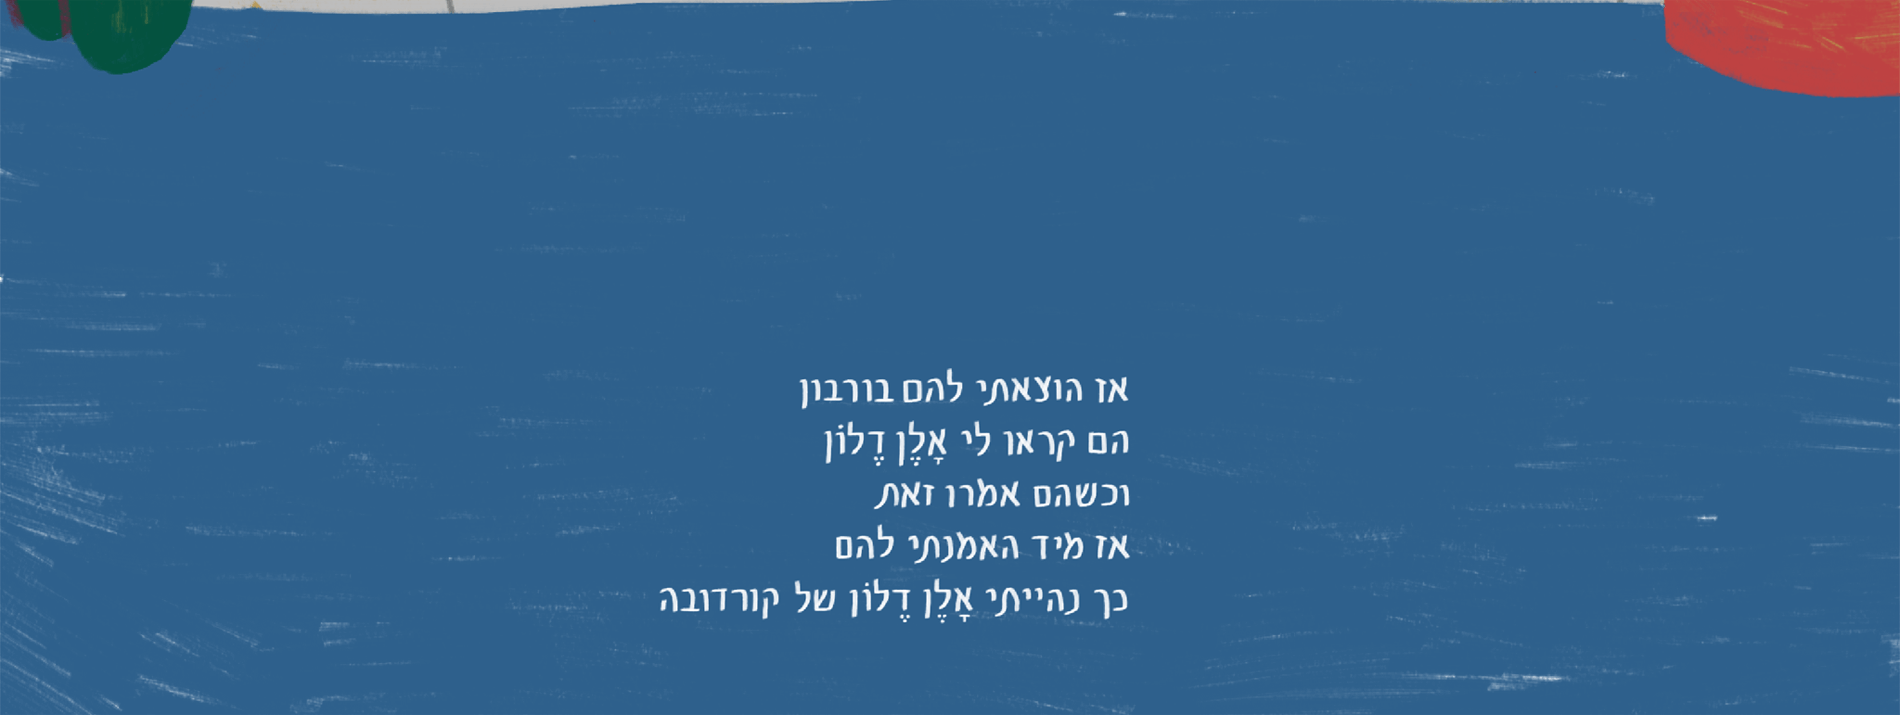 אז הוצאתי להם בורבון
הם קראו לי אָלֶן דֶלוֹן
וכשהם אמרו זאת
אז מיד האמנתי להם
כך נהייתי אָלֶן דֶלוֹן של קורדובה